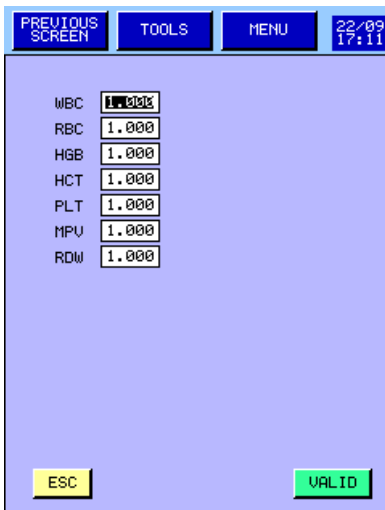 PREVIOUS SCREEN TOOLS MENU 22/09 17:11
WBC 1.000
RBC 1.000
HGB 1.000
HCT 1.000
PLT 1.000
MPV 1.000
RDW 1.000
ESC VALID